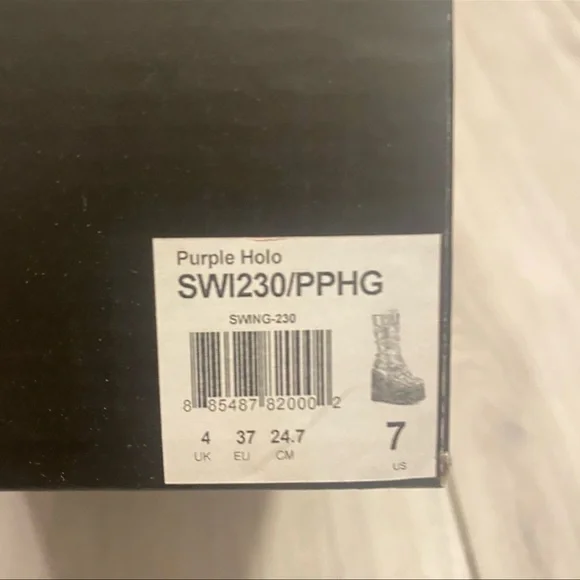 Purple Holo
SWI230/PPHG
SWING-230
8 85487 82000 2
4 37 24.7 7
UK EU CM US